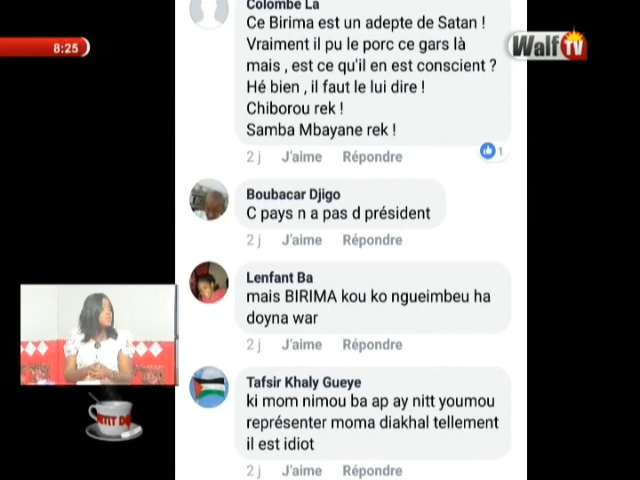 Colombe La
Ce Birima est un adepte de Satan !
Vraiment il pu le porc ce gars là
mais , est ce qu'il en est conscient ?
Hé bien , il faut le lui dire !
Chiborou rek !
Samba Mbayane rek !
2 j J'aime Répondre 1
Boubacar Djigo
C pays n a pas d président
2 j J'aime Répondre
Lenfant Ba
mais BIRIMA kou ko ngueimbeu ha
doyna war
2 j J'aime Répondre
Tafsir Khaly Gueye
ki mom nimou ba ap ay nitt youmou
représenter moma diakhal tellement
il est idiot
2 j J'aime Répondre
8:25
Walf TV